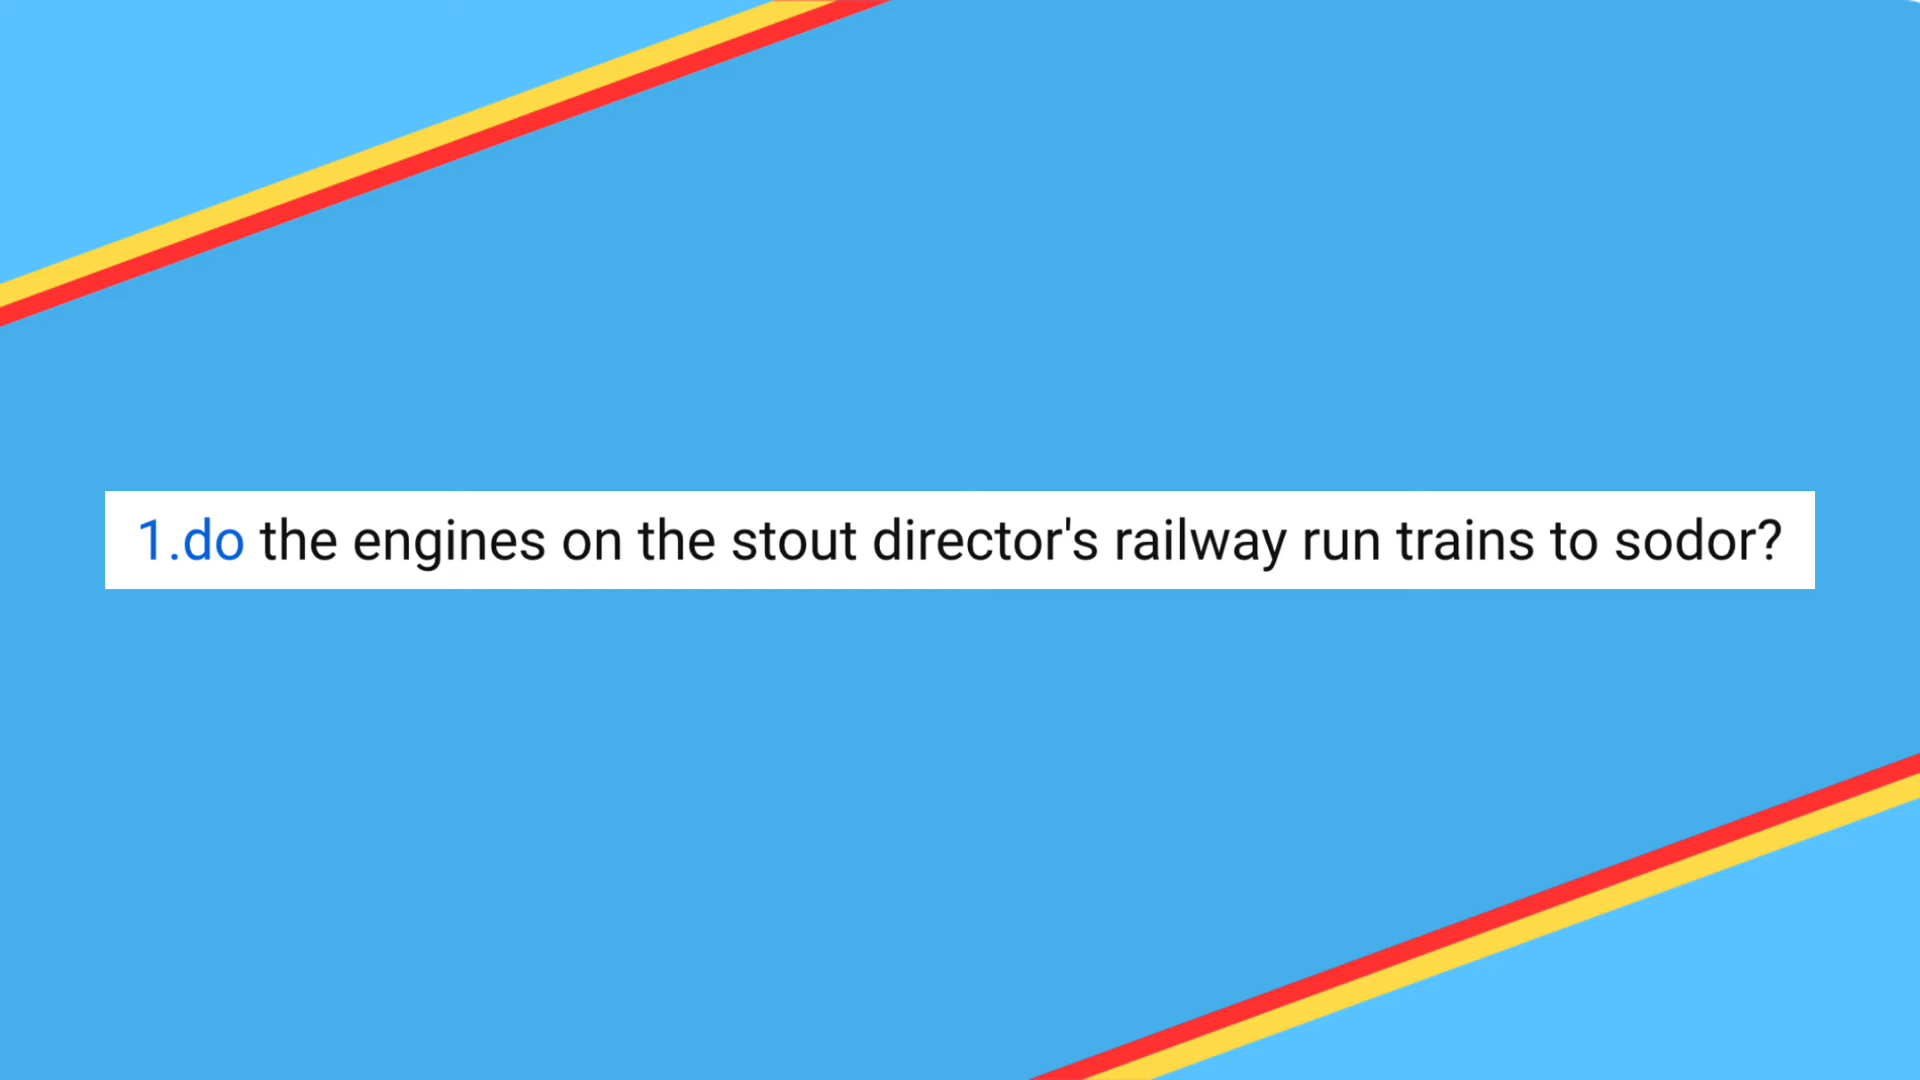 1.do the engines on the stout director's railway run trains to sodor?